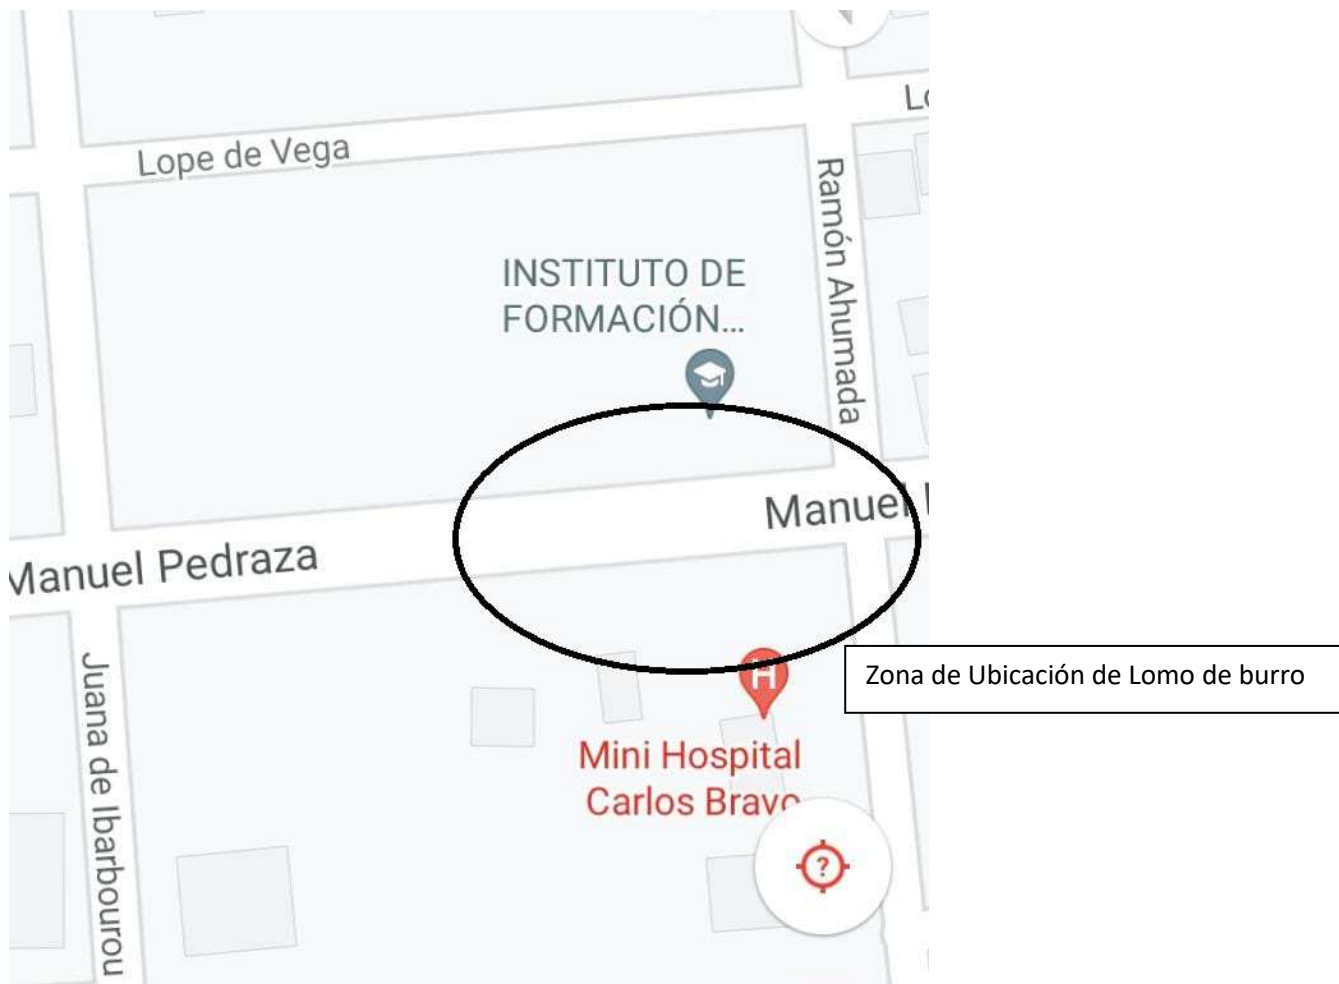 Lope de Vega
Ramón Ahumada
INSTITUTO DE
FORMACIÓN...
Manuel
Manuel Pedraza
Zona de Ubicación de Lomo de burro
H
Juana de Ibarbourou
Mini Hospital
Carlos Bravo
?